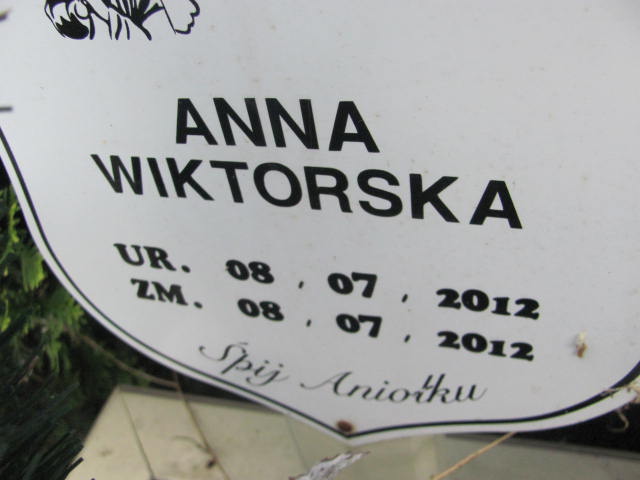 ANNA
WIKTORSKA
UR. 08 . 07 . 2012
ZM. 08 . 07 . 2012
Śpij Aniołku